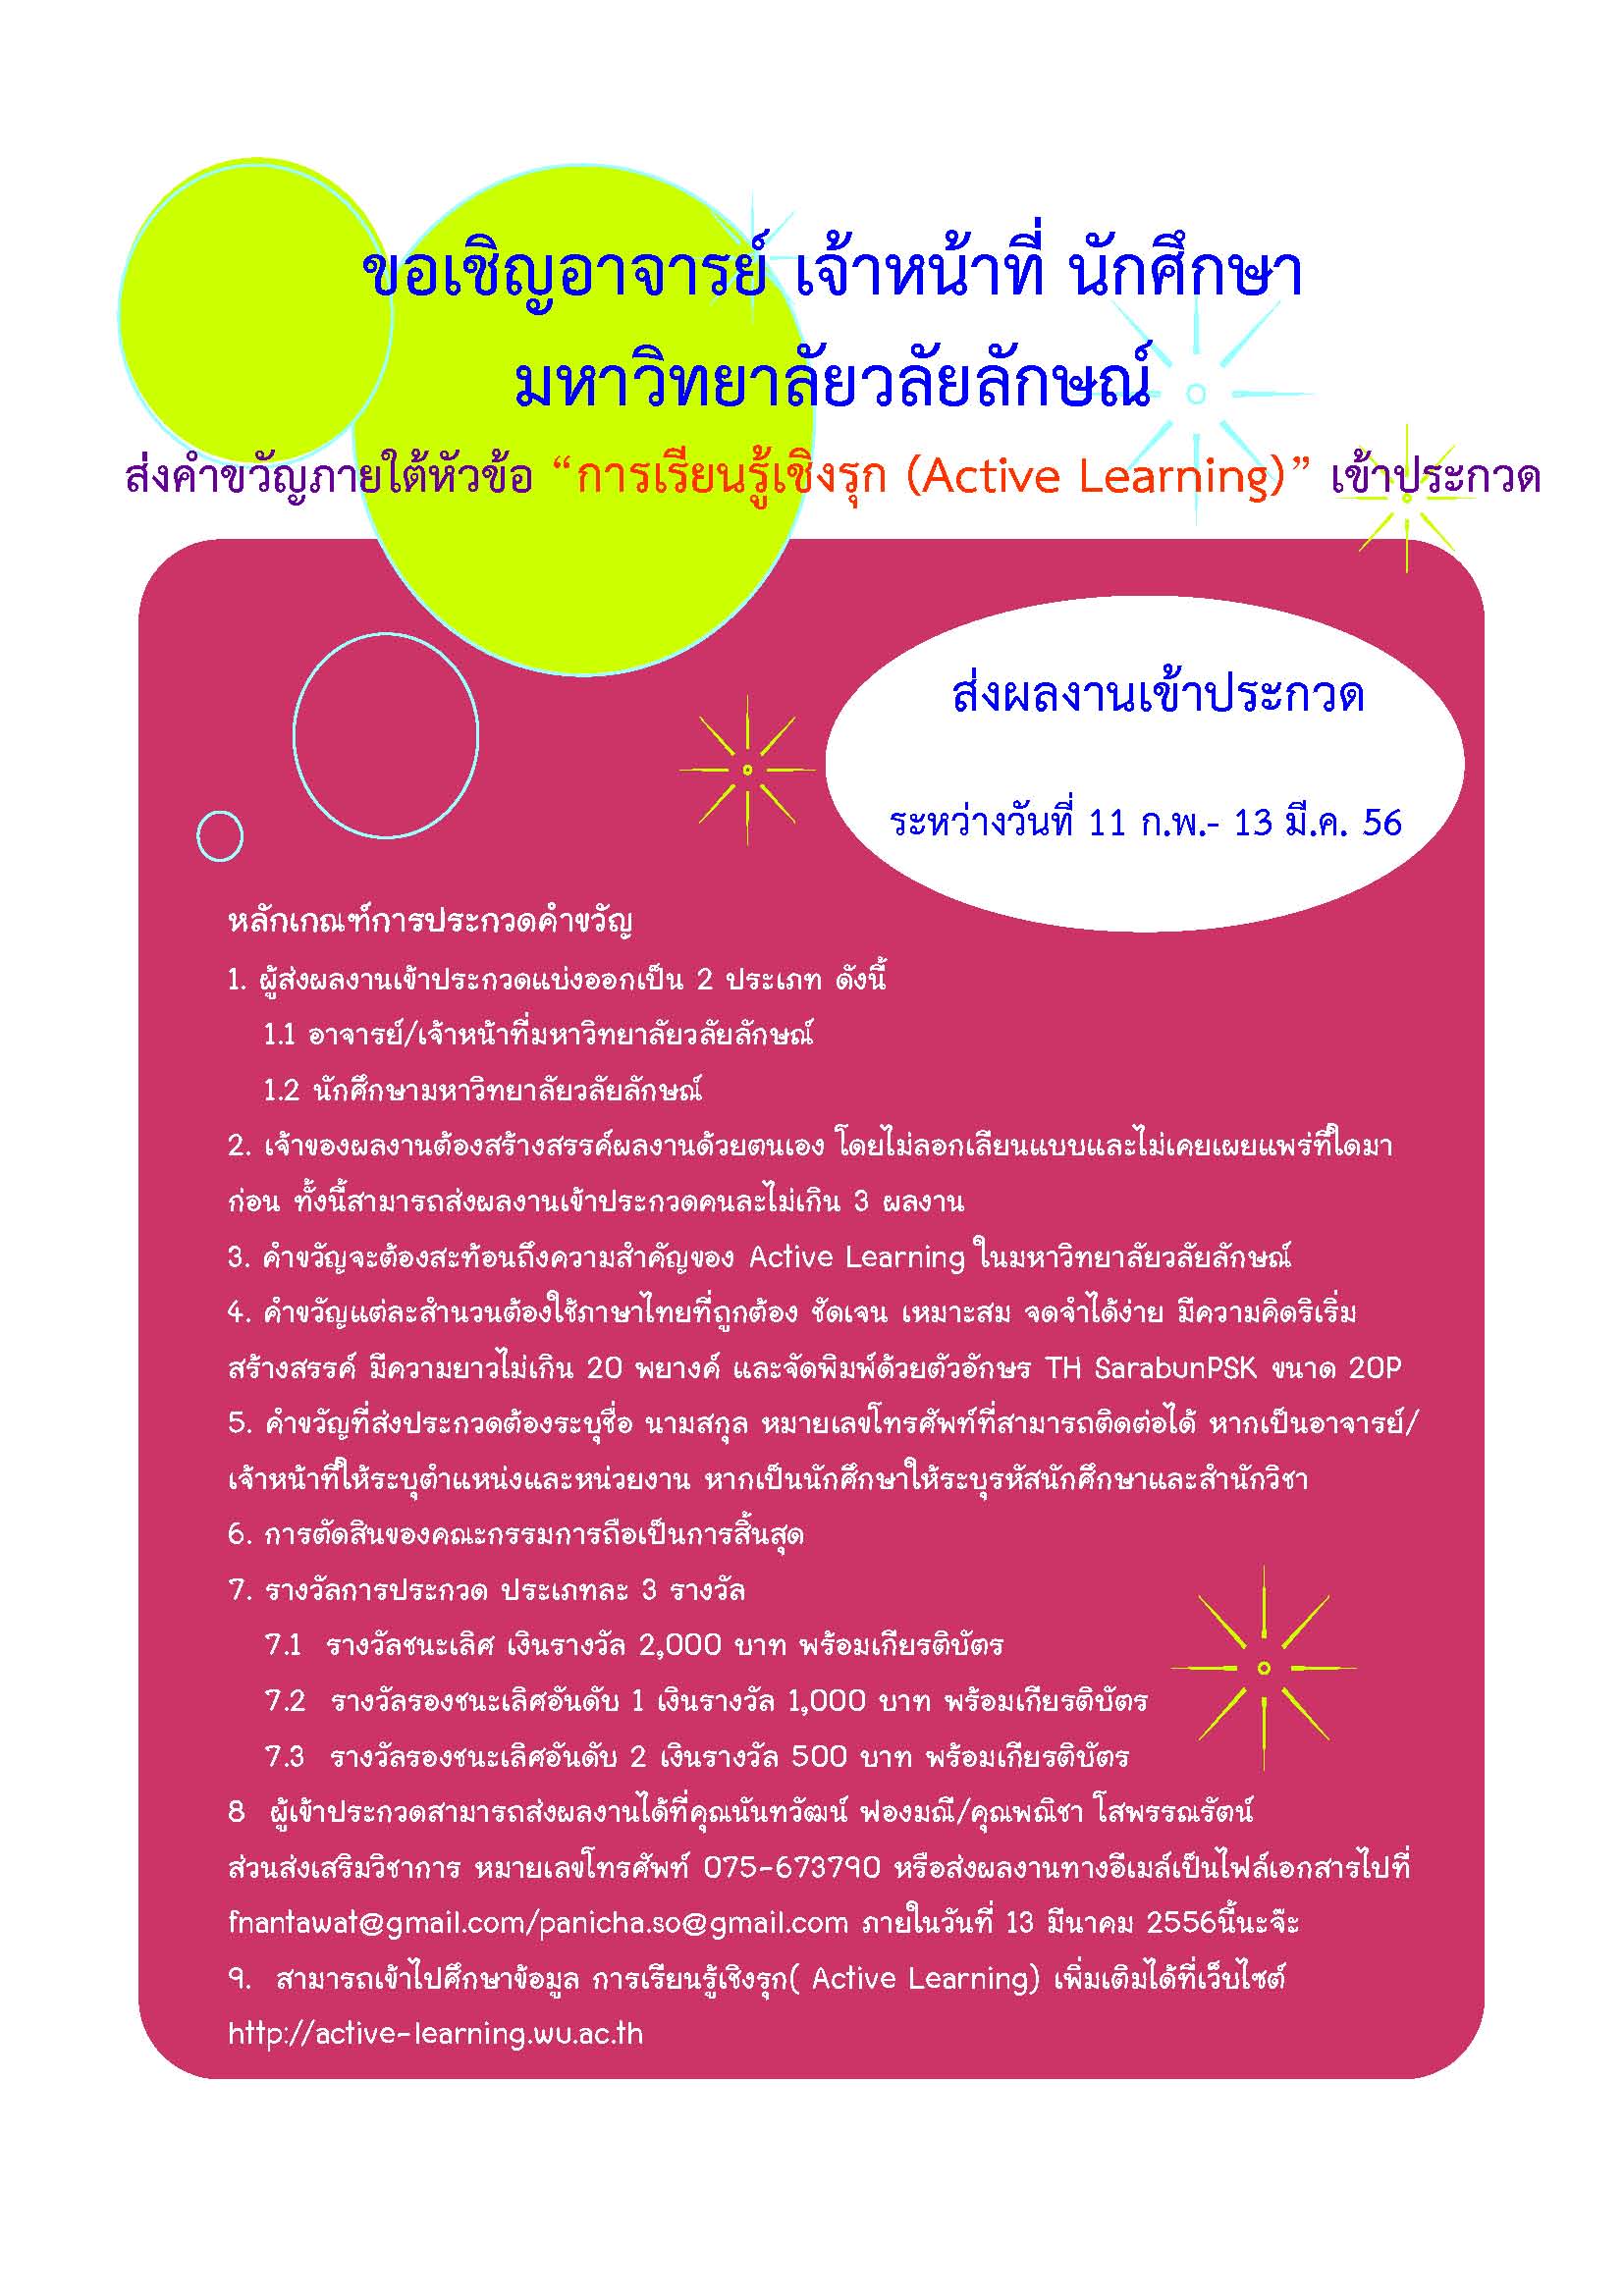 ขอเชิญอาจารย์ เจ้าหน้าที่ นักศึกษา
มหาวิทยาลัยวลัยลักษณ์
ส่งคำขวัญภายใต้หัวข้อ “การเรียนรู้เชิงรุก (Active Learning)” เข้าประกวด
ส่งผลงานเข้าประกวด
ระหว่างวันที่ 11 ก.พ.- 13 มี.ค. 56
หลักเกณฑ์การประกวดคำขวัญ
1. ผู้ส่งผลงานเข้าประกวดแบ่งออกเป็น 2 ประเภท ดังนี้
1.1 อาจารย์/เจ้าหน้าที่มหาวิทยาลัยวลัยลักษณ์
1.2 นักศึกษามหาวิทยาลัยวลัยลักษณ์
2. เจ้าของผลงานต้องสร้างสรรค์ผลงานด้วยตนเอง โดยไม่ลอกเลียนแบบและไม่เคยเผยแพร่ที่ใดมา
ก่อน ทั้งนี้สามารถส่งผลงานเข้าประกวดคนละไม่เกิน 3 ผลงาน
3. คำขวัญจะต้องสะท้อนถึงความสำคัญของ Active Learning ในมหาวิทยาลัยวลัยลักษณ์
4. คำขวัญแต่ละสำนวนต้องใช้ภาษาไทยที่ถูกต้อง ชัดเจน เหมาะสม จดจำได้ง่าย มีความคิดริเริ่ม
สร้างสรรค์ มีความยาวไม่เกิน 20 พยางค์ และจัดพิมพ์ด้วยตัวอักษร TH SarabunPSK ขนาด 20P
5. คำขวัญที่ส่งประกวดต้องระบุชื่อ นามสกุล หมายเลขโทรศัพท์ที่สามารถติดต่อได้ หากเป็นอาจารย์/
เจ้าหน้าที่ให้ระบุตำแหน่งและหน่วยงาน หากเป็นนักศึกษาให้ระบุรหัสนักศึกษาและสำนักวิชา
6. การตัดสินของคณะกรรมการถือเป็นการสิ้นสุด
7. รางวัลการประกวด ประเภทละ 3 รางวัล
7.1 รางวัลชนะเลิศ เงินรางวัล 2,000 บาท พร้อมเกียรติบัตร
7.2 รางวัลรองชนะเลิศอันดับ 1 เงินรางวัล 1,000 บาท พร้อมเกียรติบัตร
7.3 รางวัลรองชนะเลิศอันดับ 2 เงินรางวัล 500 บาท พร้อมเกียรติบัตร
8 ผู้เข้าประกวดสามารถส่งผลงานได้ที่คุณนันทวัฒน์ ฟองมณี/คุณพณิชา โสพรรณรัตน์
ส่วนส่งเสริมวิชาการ หมายเลขโทรศัพท์ 075-673790 หรือส่งผลงานทางอีเมล์เป็นไฟล์เอกสารไปที่
fnantawat@gmail.com/panicha.so@gmail.com ภายในวันที่ 13 มีนาคม 2556นี้นะจ๊ะ
9. สามารถเข้าไปศึกษาข้อมูล การเรียนรู้เชิงรุก( Active Learning) เพิ่มเติมได้ที่เว็บไซต์
http://active-learning.wu.ac.th